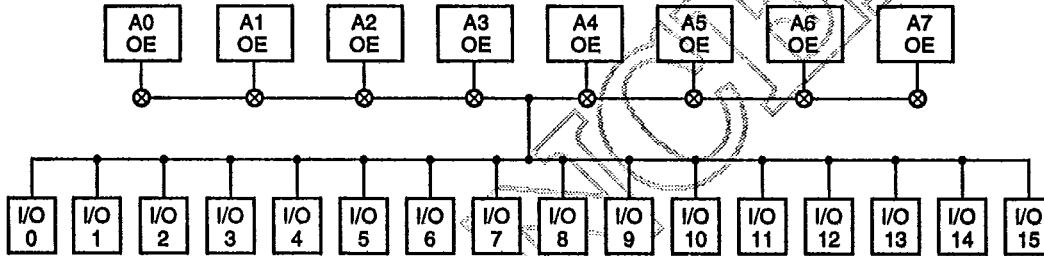 A0 A1 A2 A3 A4 A5 A6 A7
OE OE OE OE OE OE OE OE
I/O I/O I/O I/O I/O I/O I/O I/O I/O I/O I/O I/O I/O I/O I/O I/O
0 1 2 3 4 5 6 7 8 9 10 11 12 13 14 15